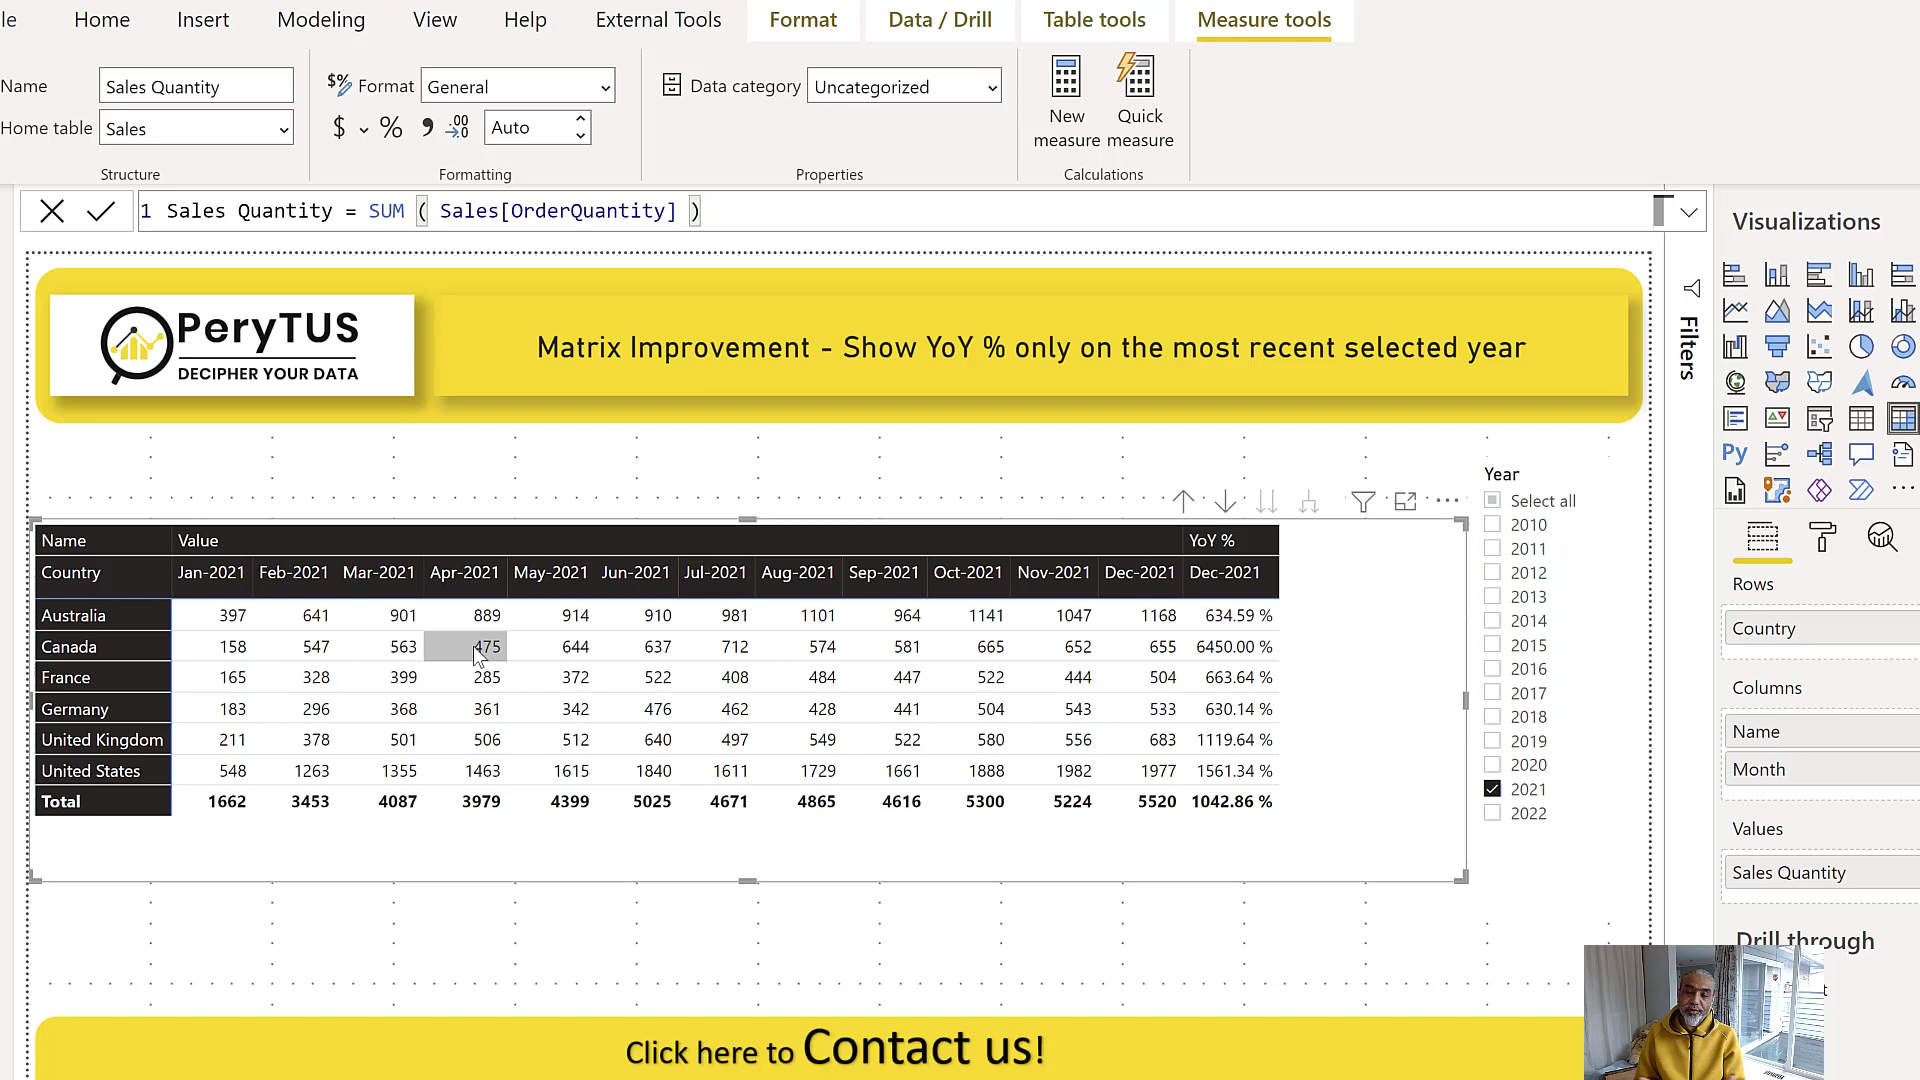 le Home Insert Modeling View Help External Tools Format Data / Drill Table tools Measure tools
Name Sales Quantity $% Format General Data category Uncategorized New measure Quick measure
Home table Sales $ % Auto
Structure Formatting Properties Calculations
1 Sales Quantity = SUM ( Sales[OrderQuantity] )
PeryTUS
DECIPHER YOUR DATA
Matrix Improvement - Show YoY % only on the most recent selected year
Name Value YoY %
Country Jan-2021 Feb-2021 Mar-2021 Apr-2021 May-2021 Jun-2021 Jul-2021 Aug-2021 Sep-2021 Oct-2021 Nov-2021 Dec-2021 Dec-2021
Australia 397 641 901 889 914 910 981 1101 964 1141 1047 1168 634.59 %
Canada 158 547 563 475 644 637 712 574 581 665 652 655 6450.00 %
France 165 328 399 285 372 522 408 484 447 522 444 504 663.64 %
Germany 183 296 368 361 342 476 462 428 441 504 543 533 630.14 %
United Kingdom 211 378 501 506 512 640 497 549 522 580 556 683 1119.64 %
United States 548 1263 1355 1463 1615 1840 1611 1729 1661 1888 1982 1977 1561.34 %
Total 1662 3453 4087 3979 4399 5025 4671 4865 4616 5300 5224 5520 1042.86 %
Year
Select all
2010
2011
2012
2013
2014
2015
2016
2017
2018
2019
2020
2021
2022
Click here to Contact us!
Filters
Visualizations
Py
Rows
Country
Columns
Name
Month
Values
Sales Quantity
Drill through